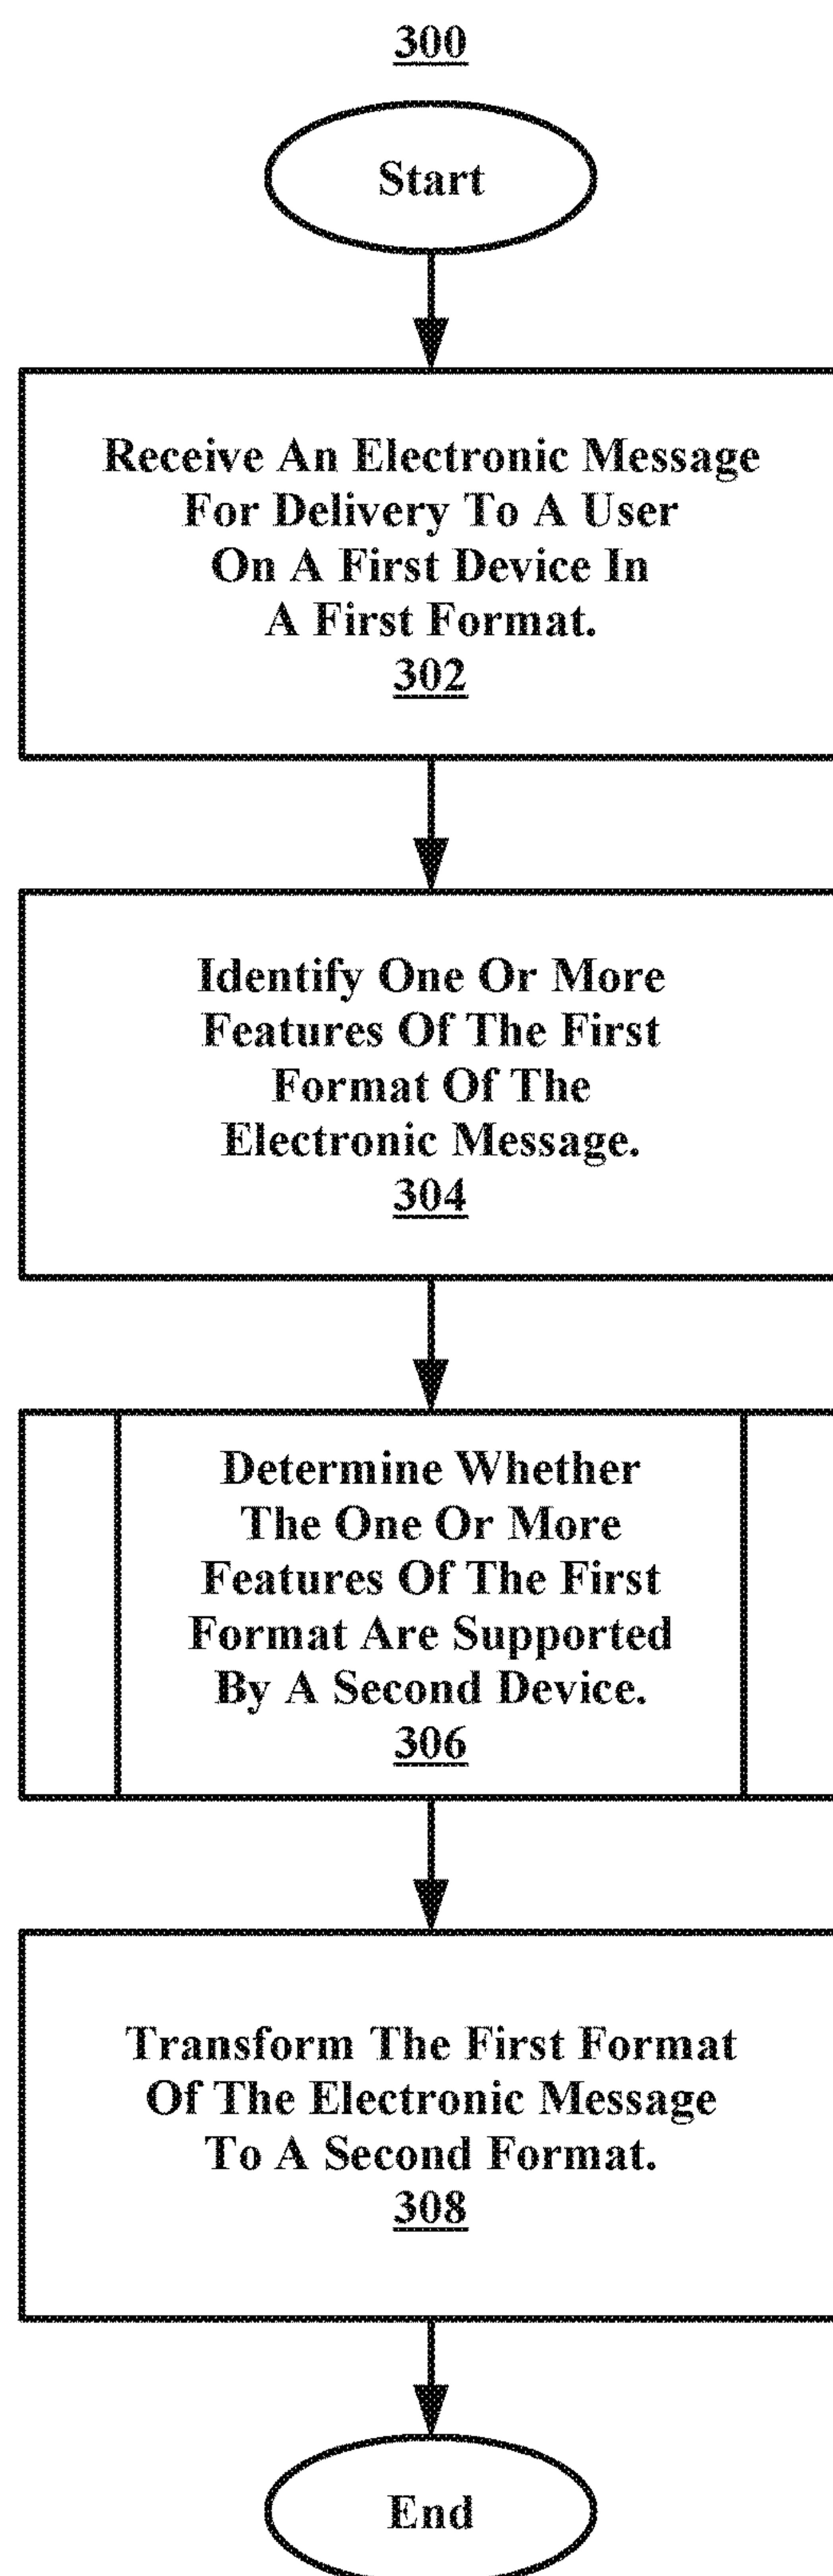 300
Start
Receive An Electronic Message
For Delivery To A User
On A First Device In
A First Format.
302
Identify One Or More
Features Of The First
Format Of The
Electronic Message.
304
Determine Whether
The One Or More
Features Of The First
Format Are Supported
By A Second Device.
306
Transform The First Format
Of The Electronic Message
To A Second Format.
308
End